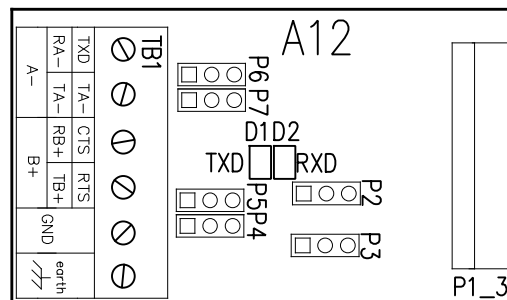 A12
TB1
A- RA- TXD
TA- TA-
B+ RB+ CTS
TB+ RTS
GND
earth
P6
P7
D1 D2
TXD RXD
P5
P4
P2
P3
P1_3